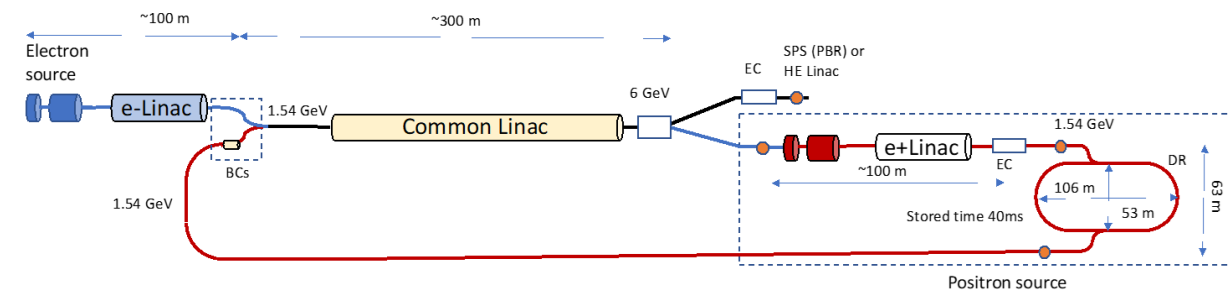 ~100 m
~300 m
Electron
source
SPS (PBR) or
HE Linac
EC
6 GeV
e-Linac
1.54 GeV
Common Linac
1.54 GeV
e+Linac
EC
DR
BCs
~100 m
63 m
106 m
1.54 GeV
53 m
Stored time 40ms
Positron source